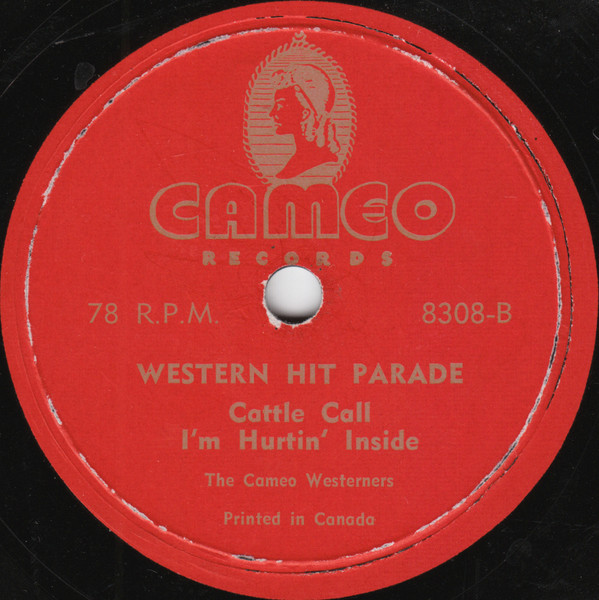 CAMEO
RECORDS
78 R.P.M. 8308-B
WESTERN HIT PARADE
Cattle Call
I'm Hurtin' Inside
The Cameo Westerners
Printed in Canada